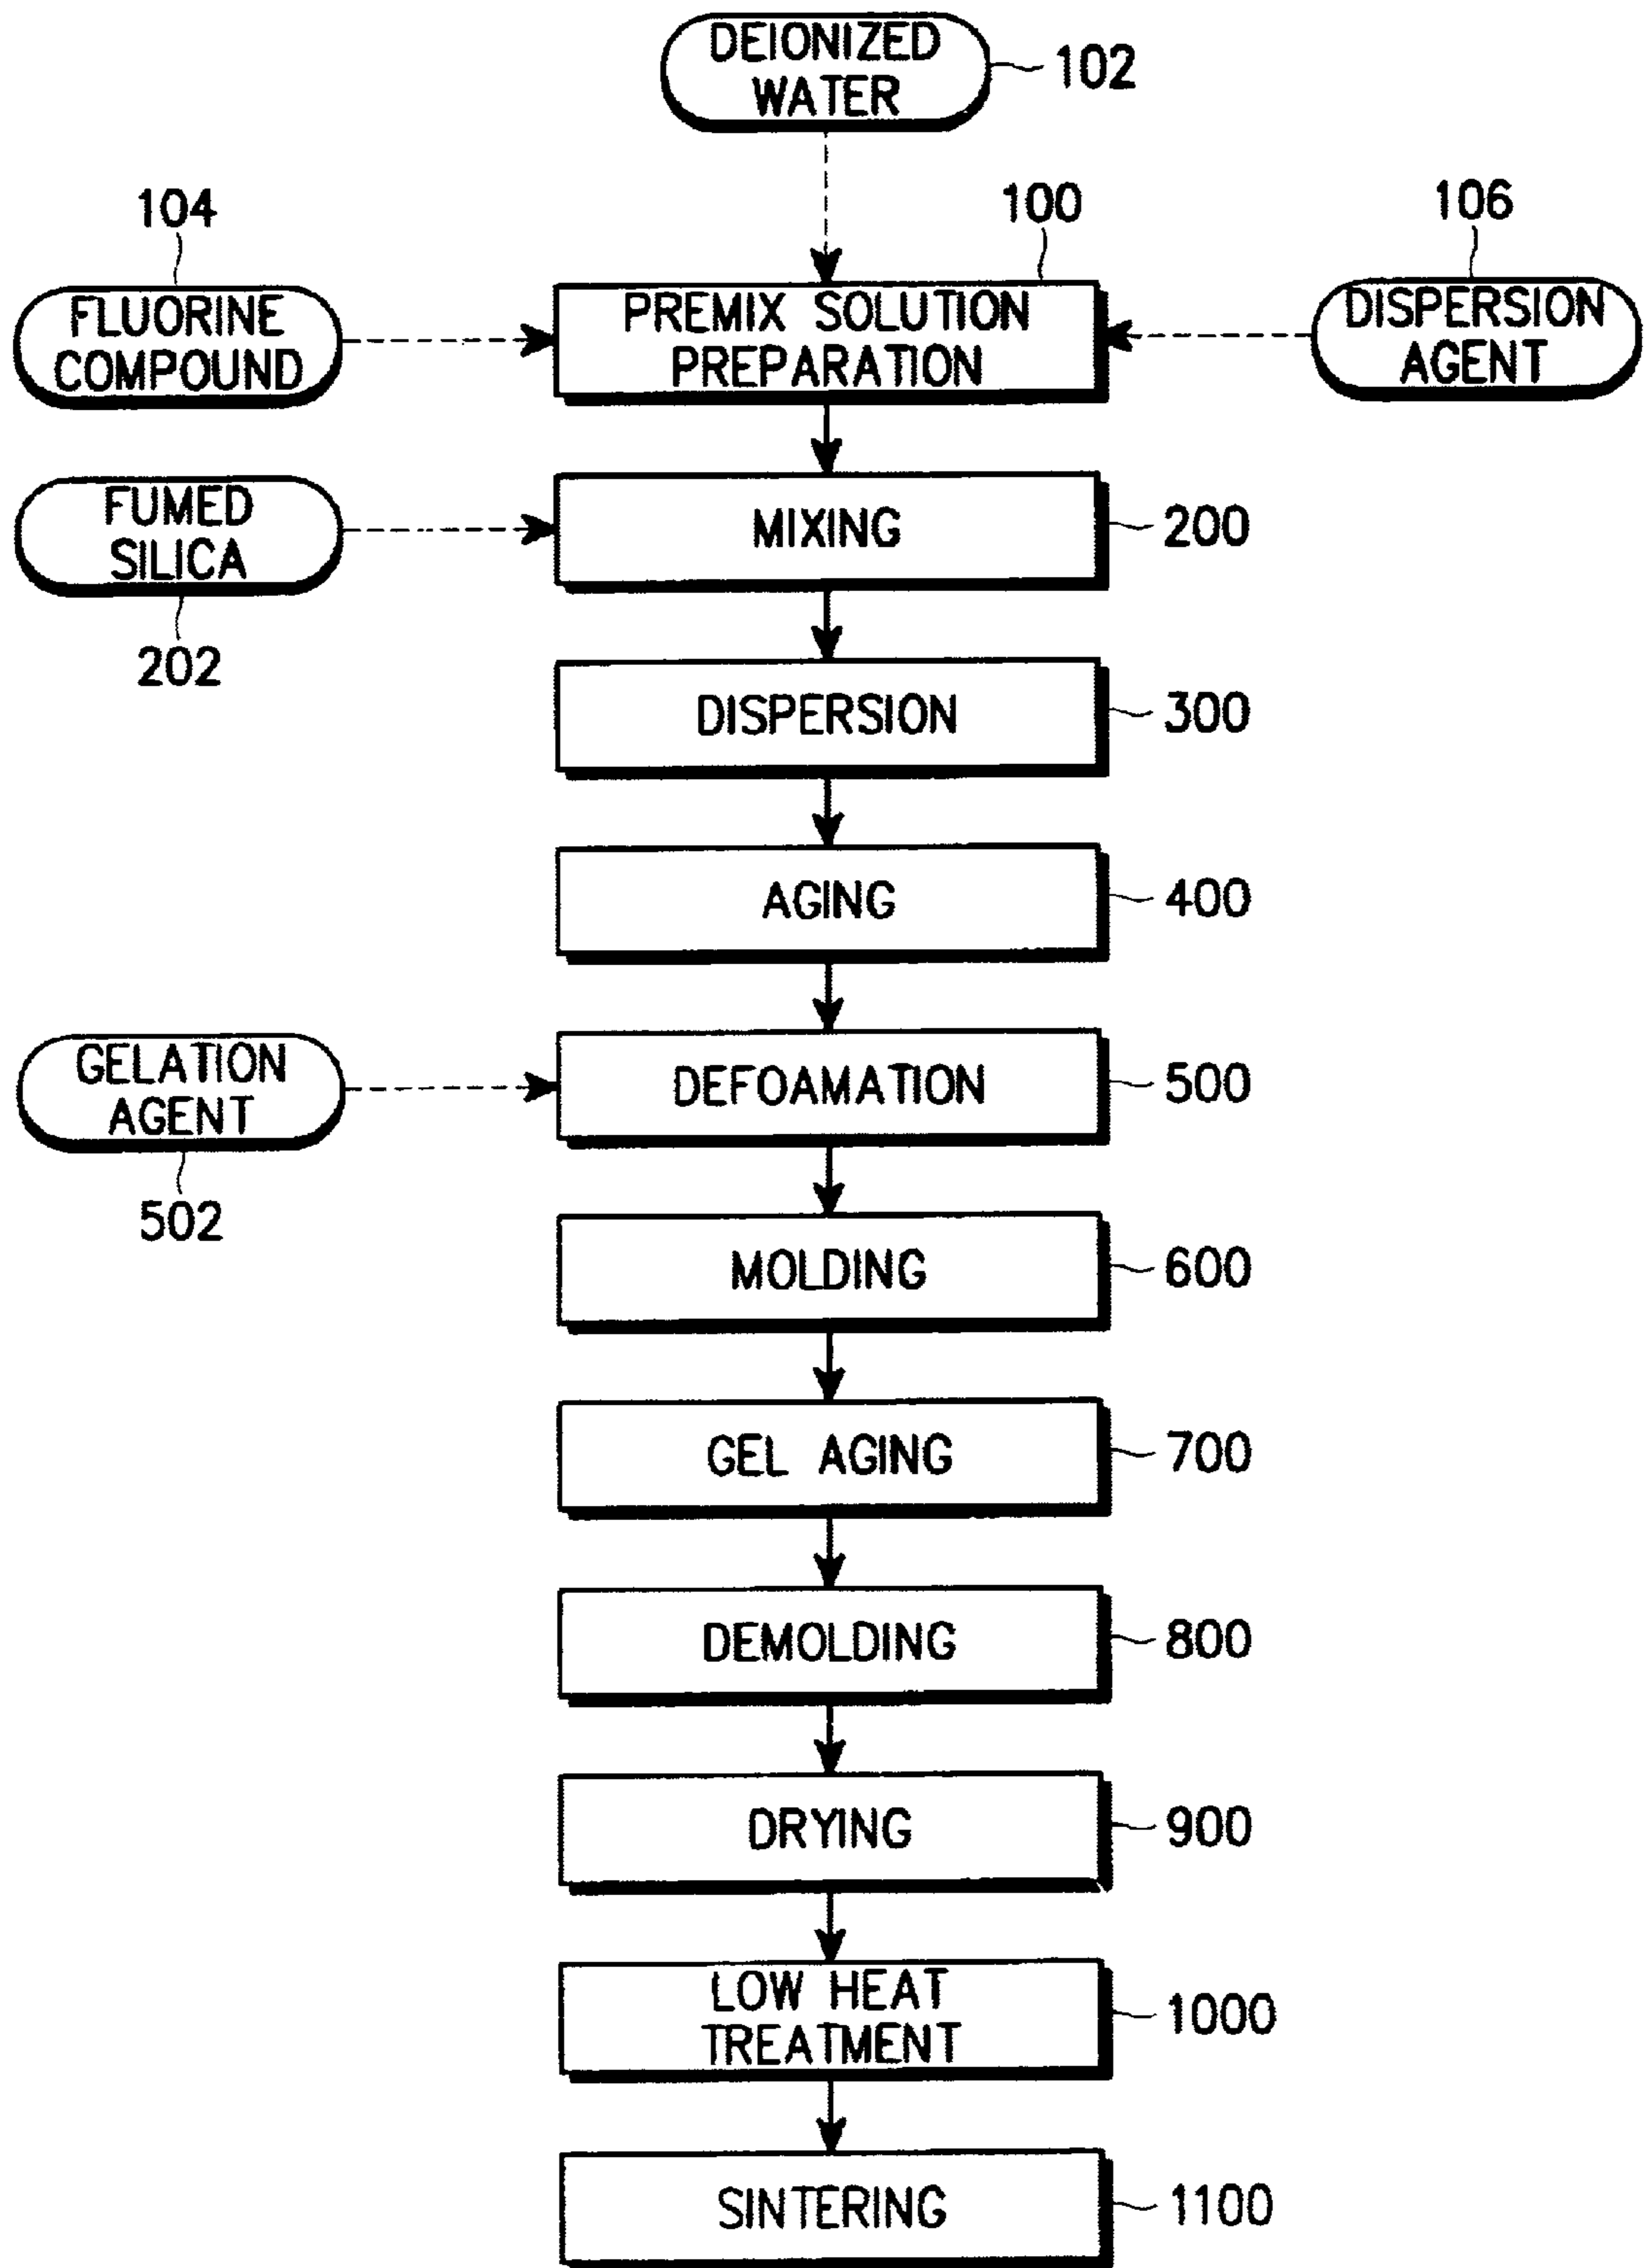 DEIONIZED
WATER
102
104
100
106
FLUORINE
COMPOUND
PREMIX SOLUTION
PREPARATION
DISPERSION
AGENT
FUMED
SILICA
MIXING
200
202
DISPERSION
300
AGING
400
GELATION
AGENT
DEFOAMATION
500
502
MOLDING
600
GEL AGING
700
DEMOLDING
800
DRYING
900
LOW HEAT
TREATMENT
1000
SINTERING
1100